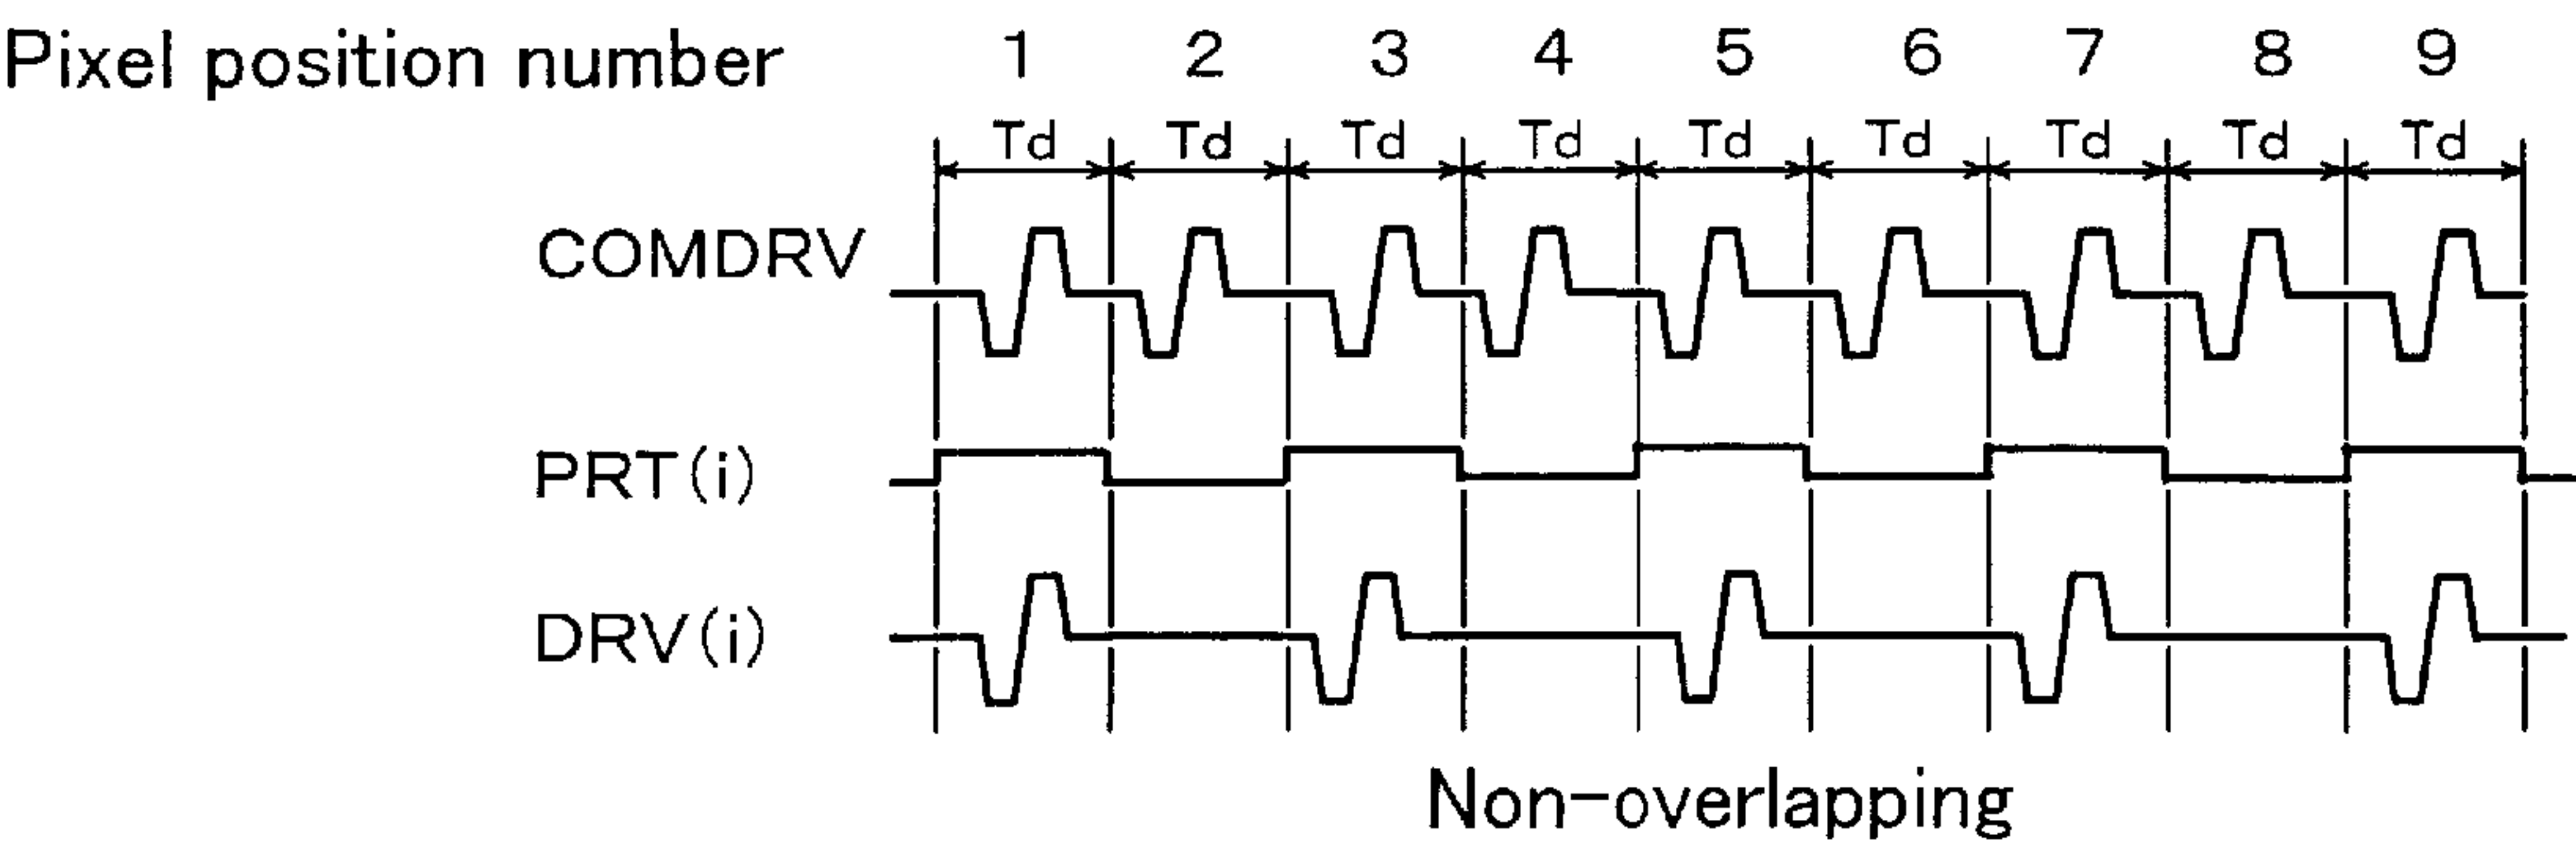 Pixel position number 1 2 3 4 5 6 7 8 9
Td Td Td Td Td Td Td Td Td
COMDRV
PRT(i)
DRV(i)
Non-overlapping